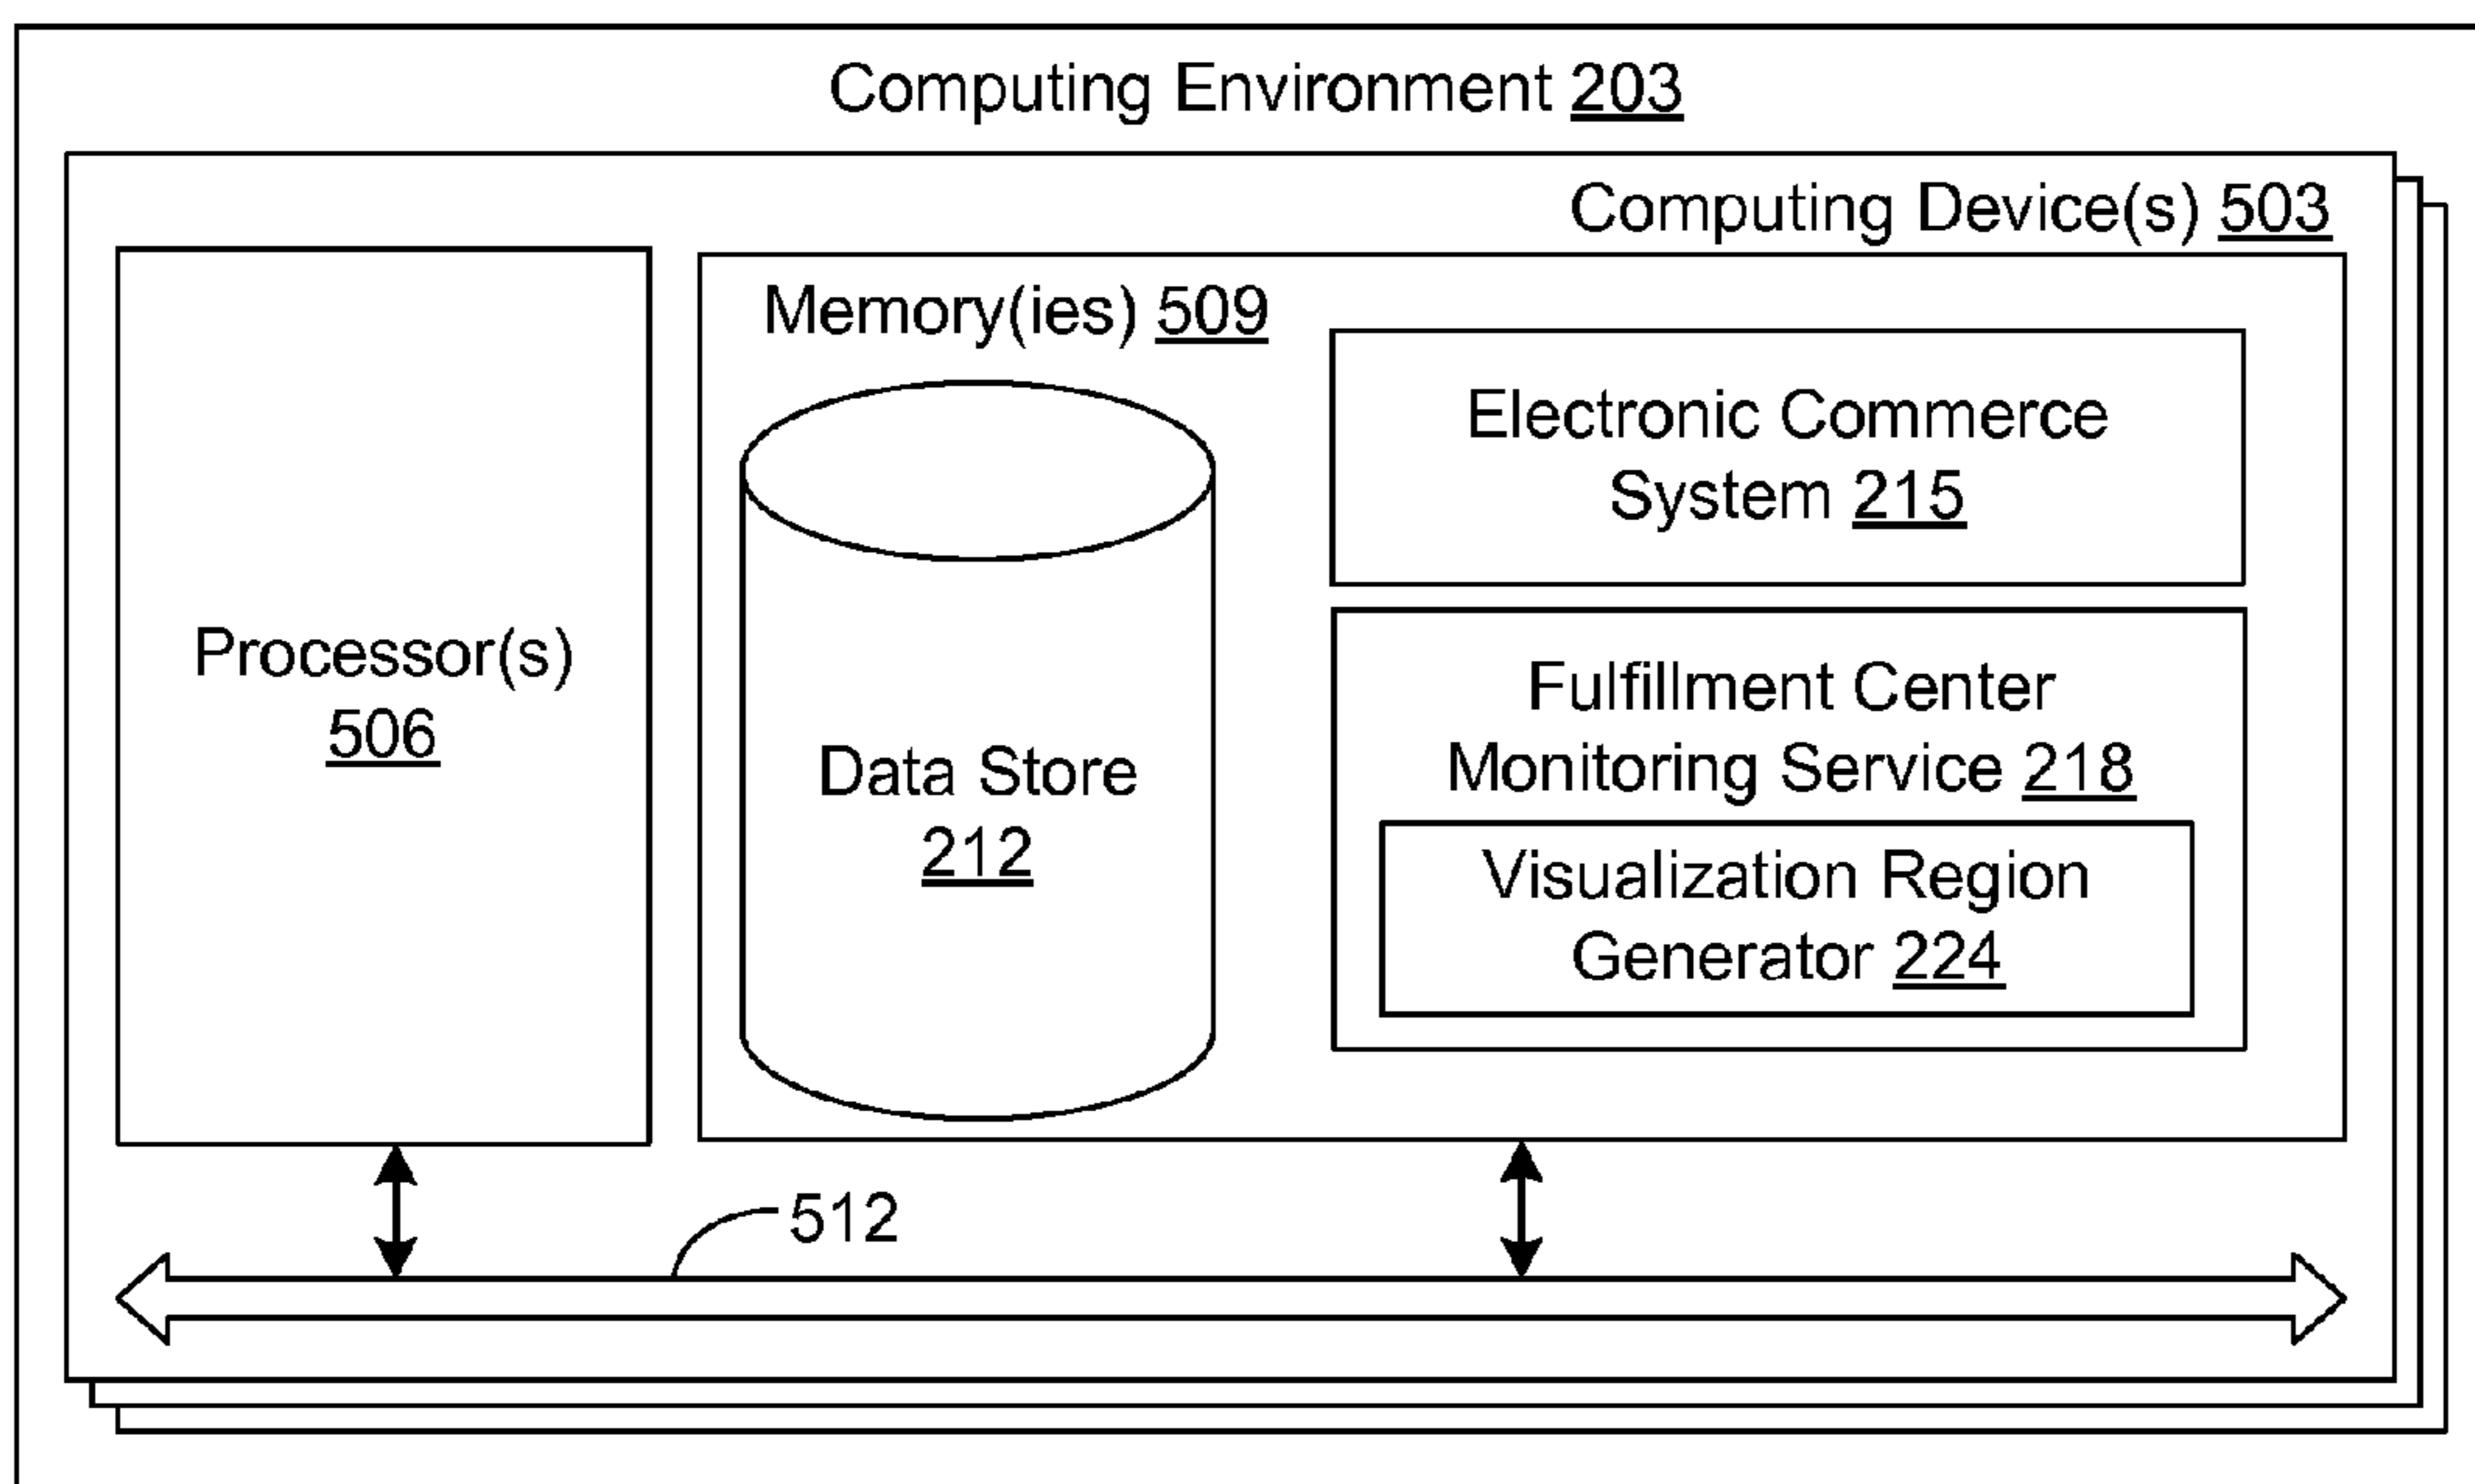 Computing Environment 203
Computing Device(s) 503
Memory(ies) 509
Electronic Commerce
System 215
Processor(s)
506
Data Store
212
Fulfillment Center
Monitoring Service 218
Visualization Region
Generator 224
512